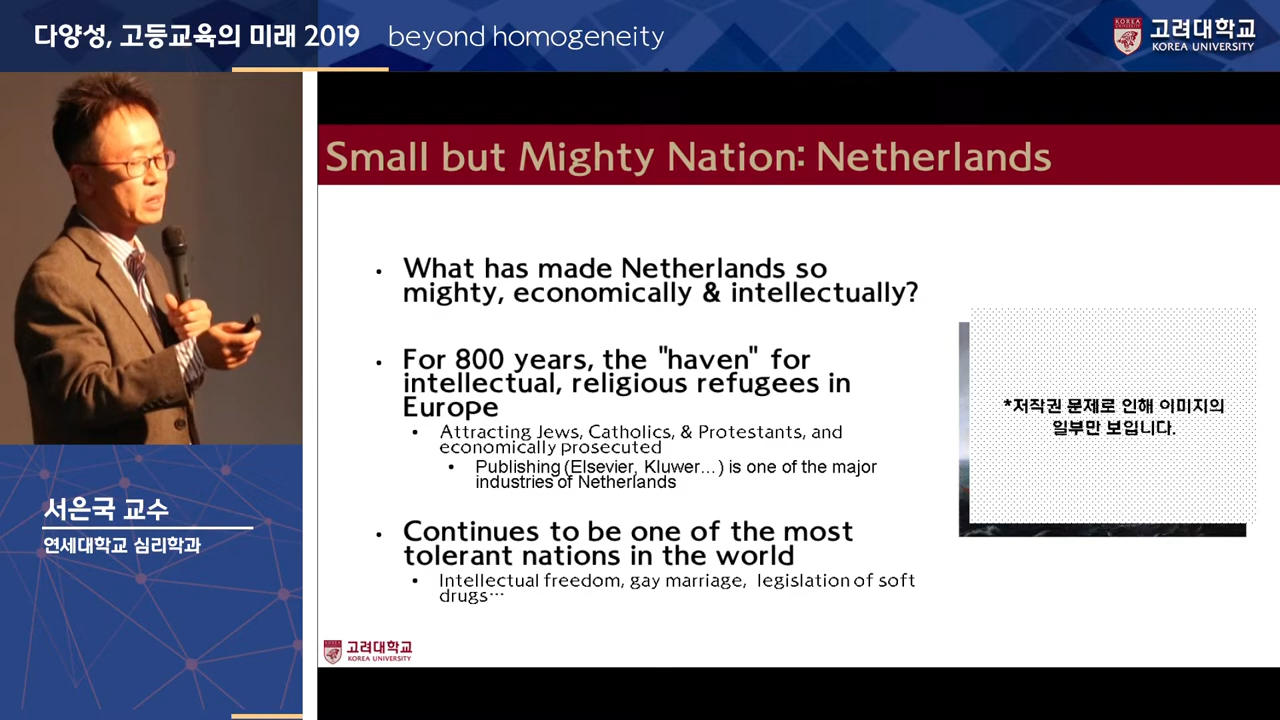 다양성, 고등교육의 미래 2019 beyond homogeneity
KOREA
고려대학교
KOREA UNIVERSITY
Small but Mighty Nation: Netherlands
• What has made Netherlands so
mighty, economically & intellectually?
• For 800 years, the "haven" for
intellectual, religious refugees in
Europe
• Attracting Jews, Catholics, & Protestants, and
economically prosecuted
• Publishing (Elsevier, Kluwer...) is one of the major
industries of Netherlands
• Continues to be one of the most
tolerant nations in the world
• Intellectual freedom, gay marriage, legislation of soft
drugs…
*저작권 문제로 인해 이미지의
일부만 보입니다.
서은국 교수
연세대학교 심리학과
고려대학교
KOREA UNIVERSITY